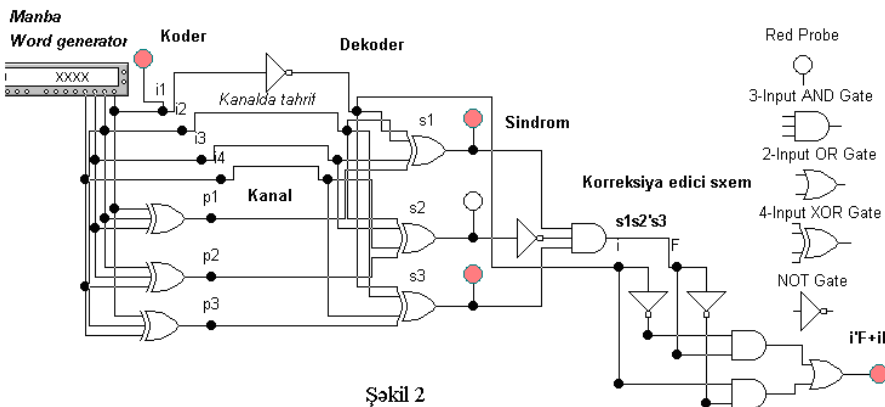 Manba
Word generator
XXXX
Koder
i1
i2
i3
i4
Kanalda tahrif
Dekoder
Kanal
p1
p2
p3
s1
s2
s3
Sindrom
Korreksiya edici sxem
s1s2's3
i
F
Red Probe
3-Input AND Gate
2-Input OR Gate
4-Input XOR Gate
NOT Gate
Şəkil 2